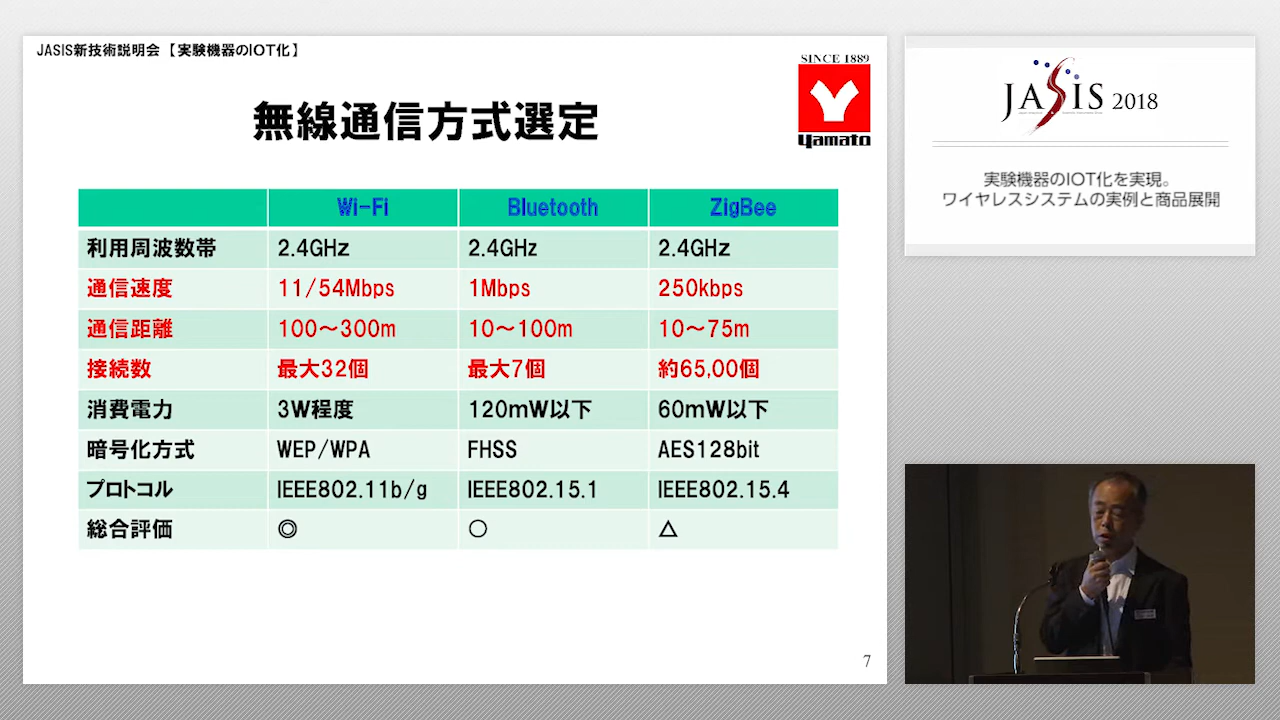 JASIS新技術説明会 【実験機器のIOT化】
SINCE 1889
Yamato
無線通信方式選定
Wi-Fi Bluetooth ZigBee
利用周波数帯 2.4GHz 2.4GHz 2.4GHz
通信速度 11/54Mbps 1Mbps 250kbps
通信距離 100～300m 10～100m 10～75m
接続数 最大32個 最大7個 約65,00個
消費電力 3W程度 120mW以下 60mW以下
暗号化方式 WEP/WPA FHSS AES128bit
プロトコル IEEE802.11b/g IEEE802.15.1 IEEE802.15.4
総合評価 ◎ ○ △
7
JASIS 2018
実験機器のIOT化を実現。
ワイヤレスシステムの実例と商品展開